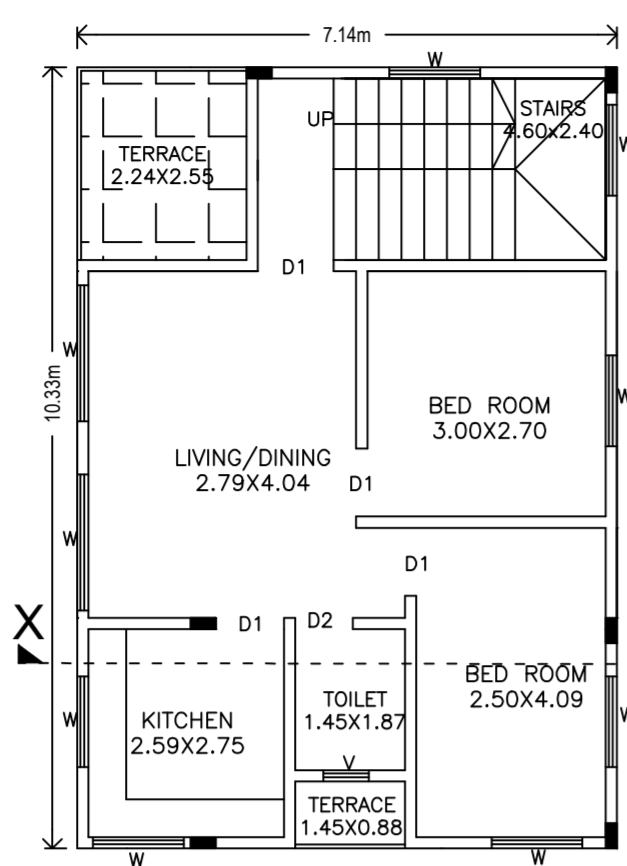 7.14m
W
STAIRS
4.60x2.40
UP
TERRACE
2.24X2.55
W
D1
W
10.33m
W
BED ROOM
3.00X2.70
LIVING/DINING
2.79X4.04
D1
W
D1
X
D1
D2
BED ROOM
2.50X4.09
TOILET
1.45X1.87
W
KITCHEN
2.59X2.75
W
V
TERRACE
1.45X0.88
W
W